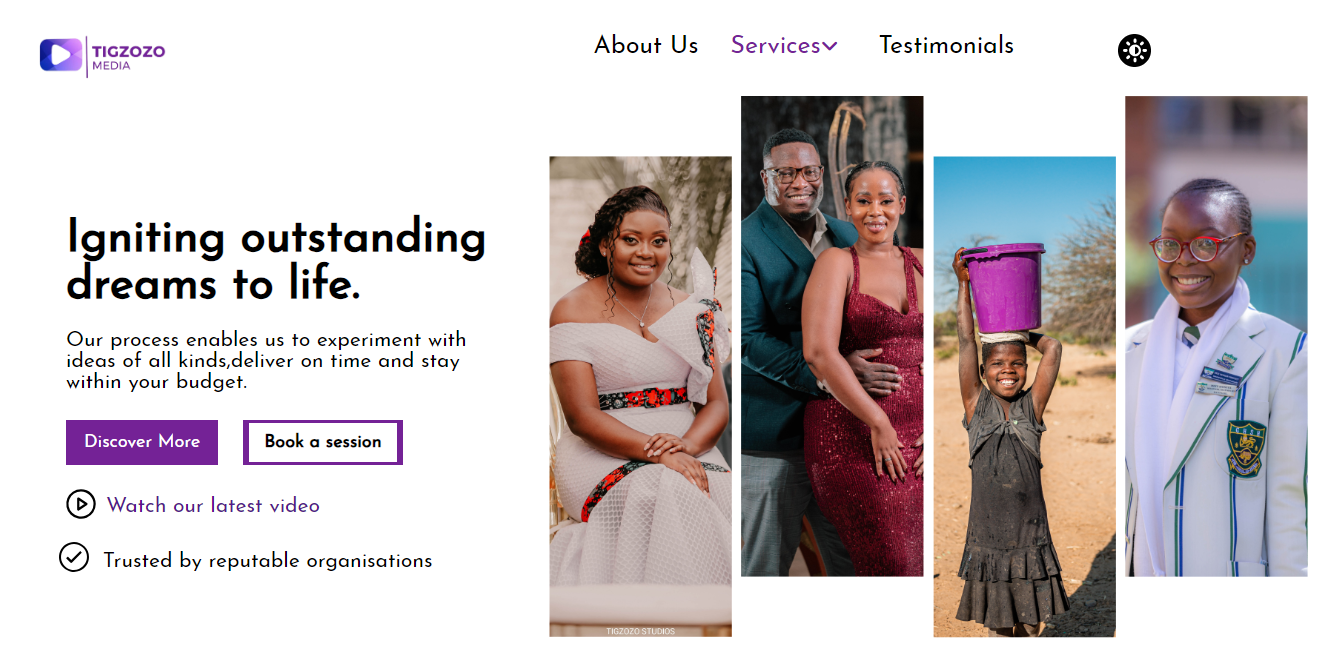 TIGZOZO
MEDIA
About Us
Services
Testimonials
Igniting outstanding
dreams to life.
Our process enables us to experiment with
ideas of all kinds,deliver on time and stay
within your budget.
Discover More
Book a session
Watch our latest video
Trusted by reputable organisations
TIGZOZO STUDIOS